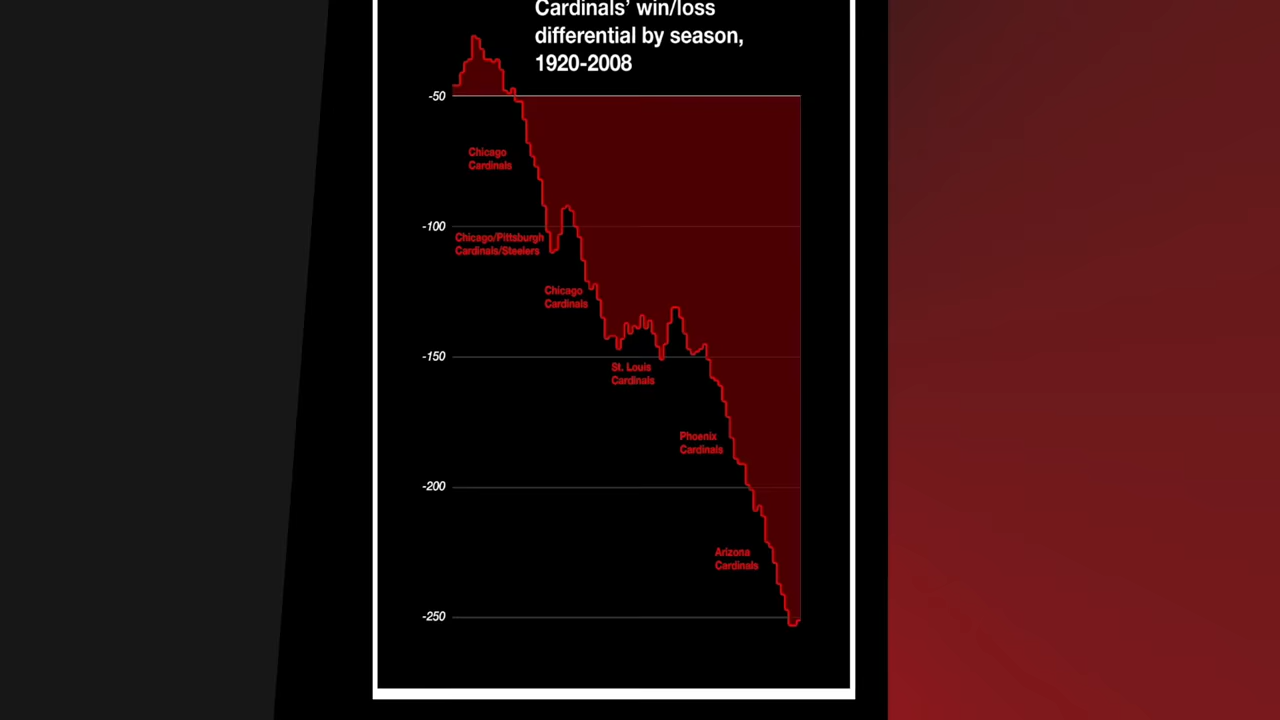 Cardinals' win/loss
differential by season,
1920-2008
-50
Chicago
Cardinals
-100
Chicago/Pittsburgh
Cardinals/Steelers
Chicago
Cardinals
-150
St. Louis
Cardinals
Phoenix
Cardinals
-200
Arizona
Cardinals
-250